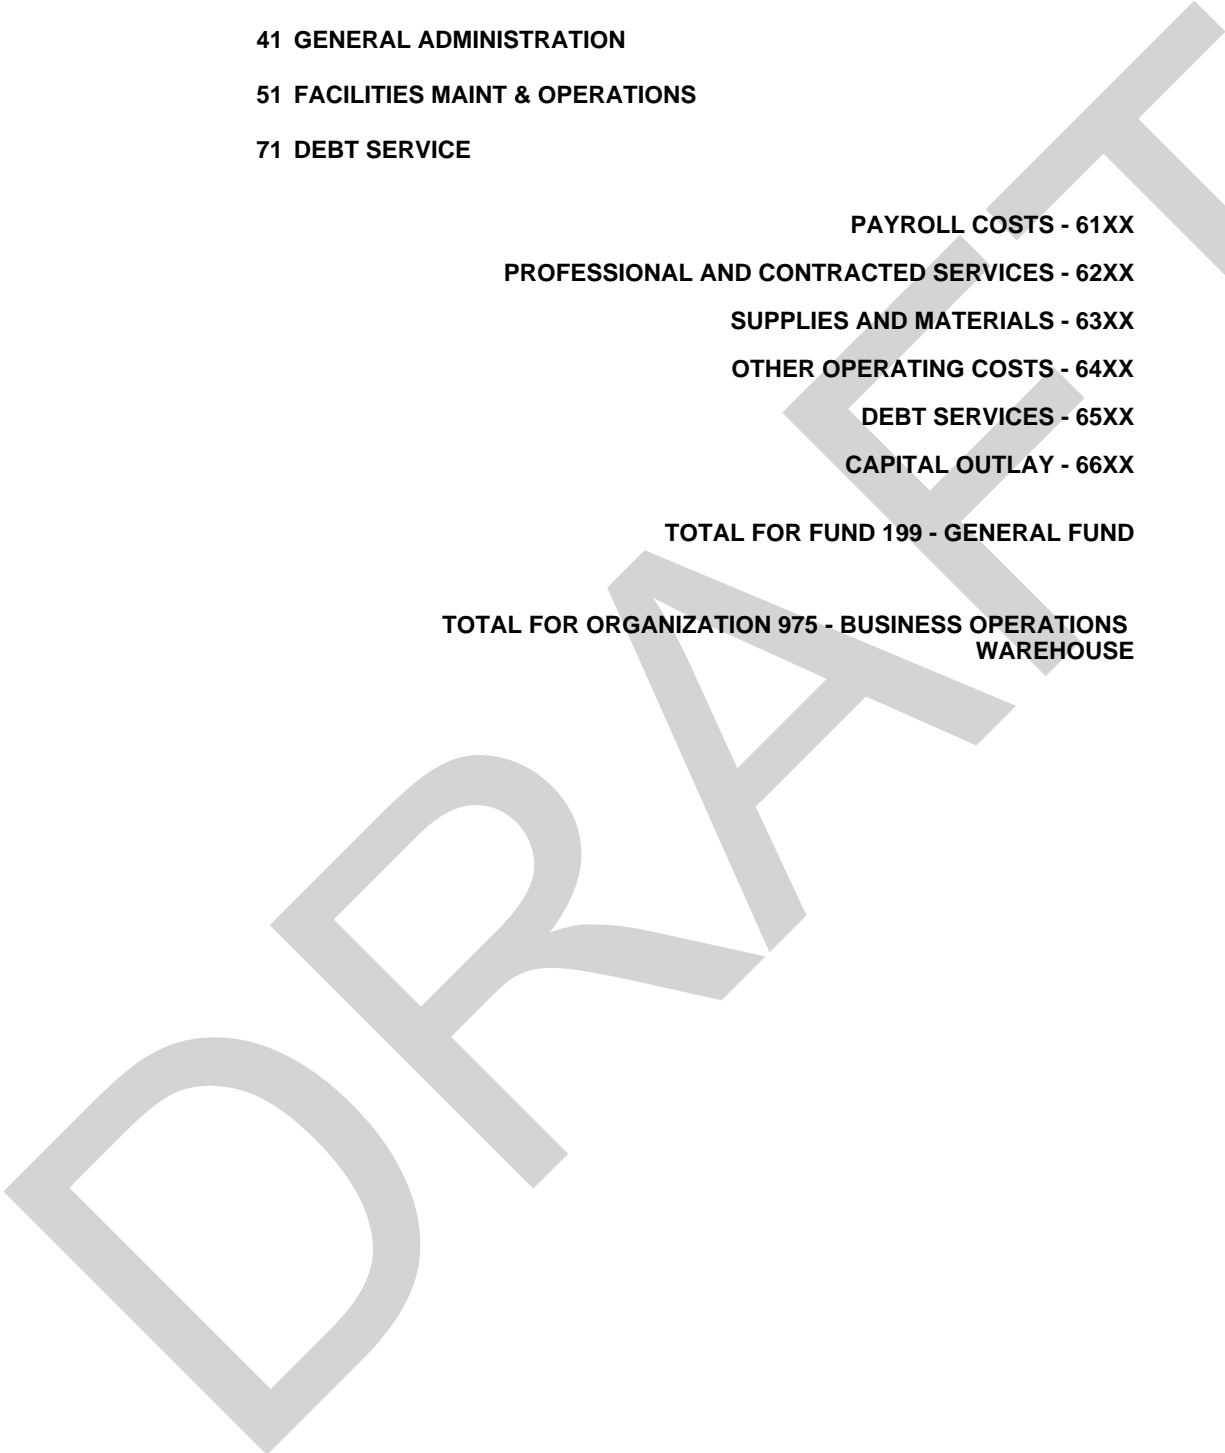 41 GENERAL ADMINISTRATION
51 FACILITIES MAINT & OPERATIONS
71 DEBT SERVICE
PAYROLL COSTS - 61XX
PROFESSIONAL AND CONTRACTED SERVICES - 62XX
SUPPLIES AND MATERIALS - 63XX
OTHER OPERATING COSTS - 64XX
DEBT SERVICES - 65XX
CAPITAL OUTLAY - 66XX
TOTAL FOR FUND 199 - GENERAL FUND
TOTAL FOR ORGANIZATION 975 - BUSINESS OPERATIONS
WAREHOUSE
DRAFT